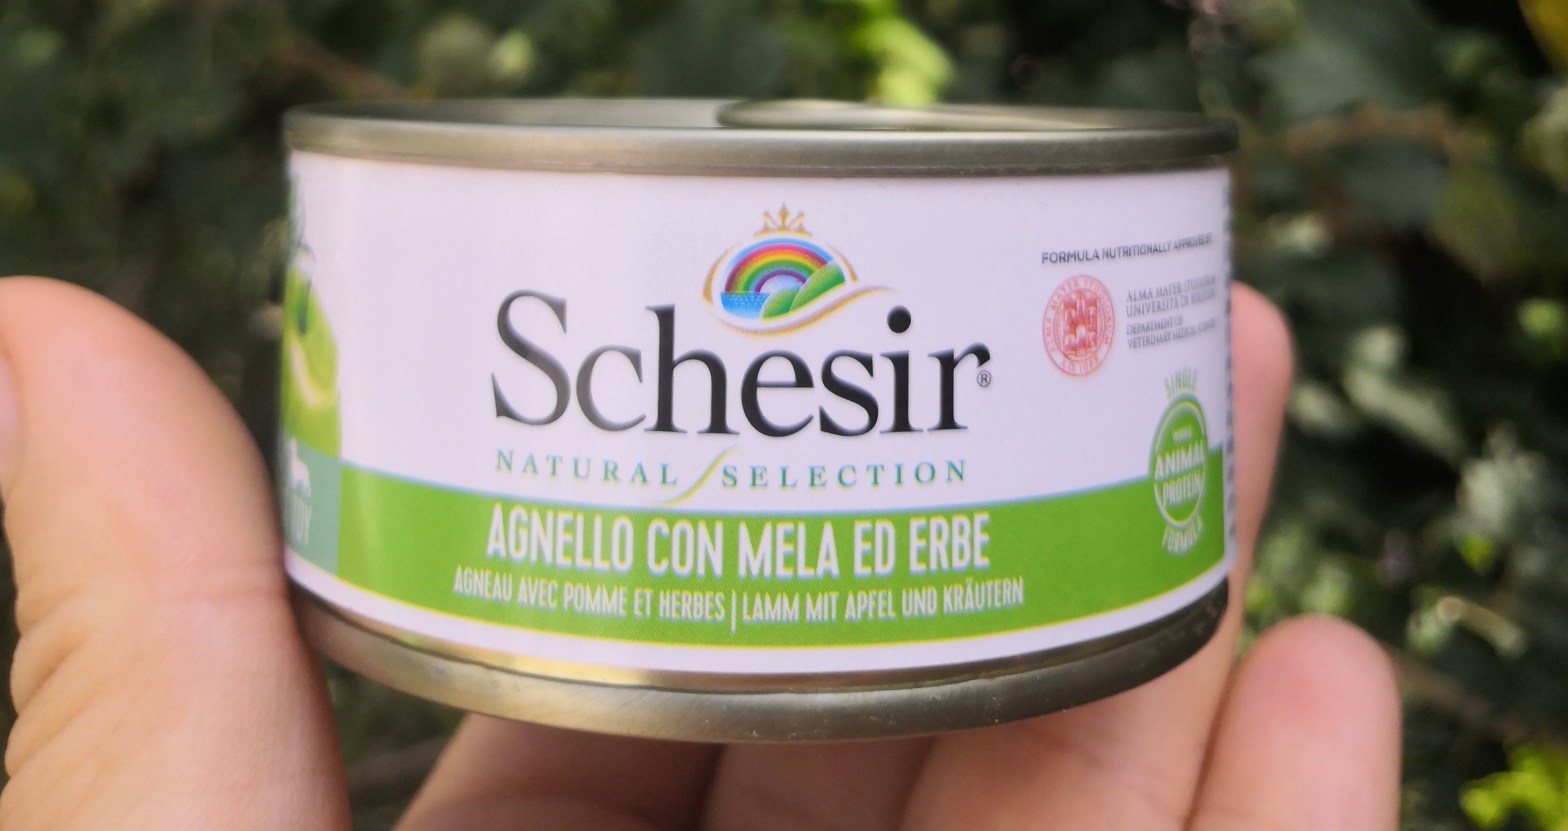 Schesir®
NATURAL SELECTION
AGNELLO CON MELA ED ERBE
AGNEAU AVEC POMME ET HERBES | LAMM MIT APFEL UND KRÄUTERN
FORMULA NUTRITIONALLY APPROVED BY
ALMA MATER STUDIORUM
UNIVERSITÀ DI BOLOGNA
DEPARTMENT OF
VETERINARY MEDICAL
SINGLE
ANIMAL
PROTEIN
FORMULA